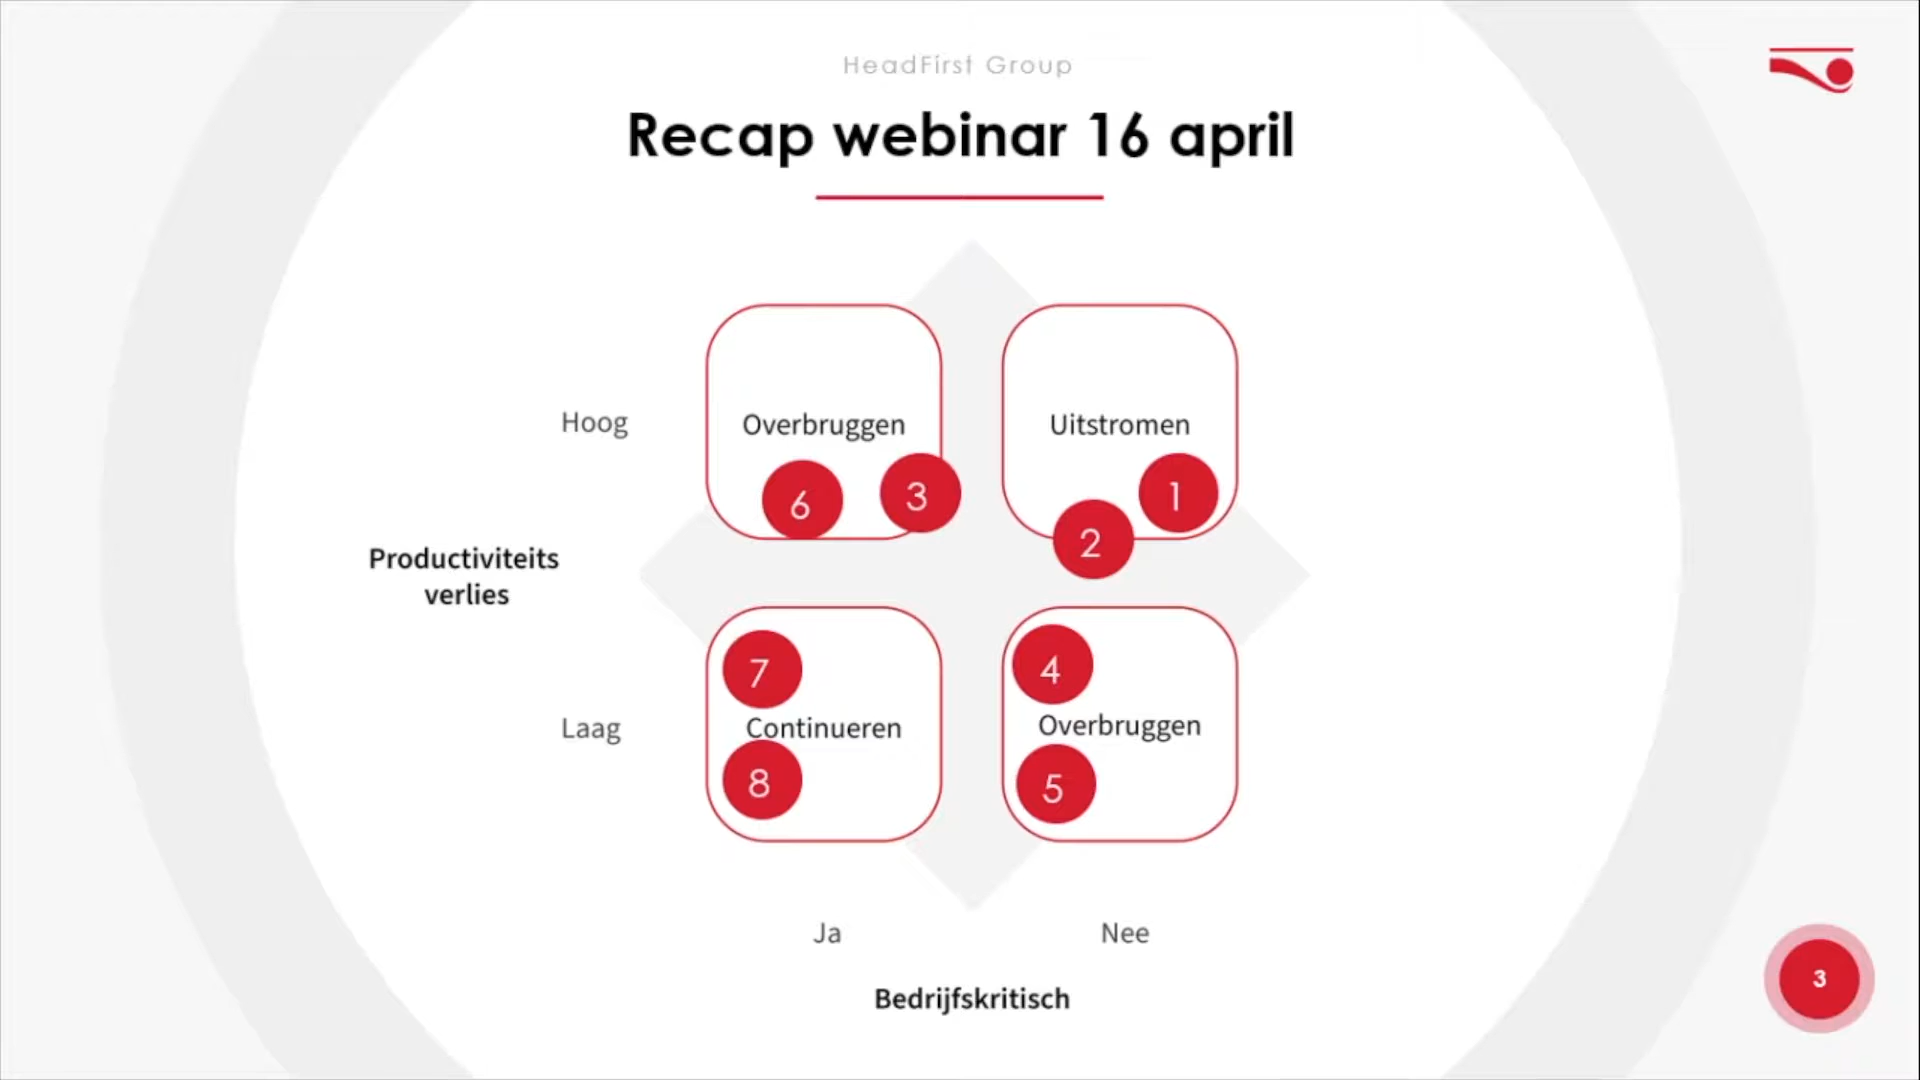 HeadFirst Group
Recap webinar 16 april
Hoog
Overbruggen
Uitstromen
6
3
1
2
Productiviteits
verlies
7
4
Laag
Continueren
Overbruggen
8
5
Ja
Nee
Bedrijfskritisch
3